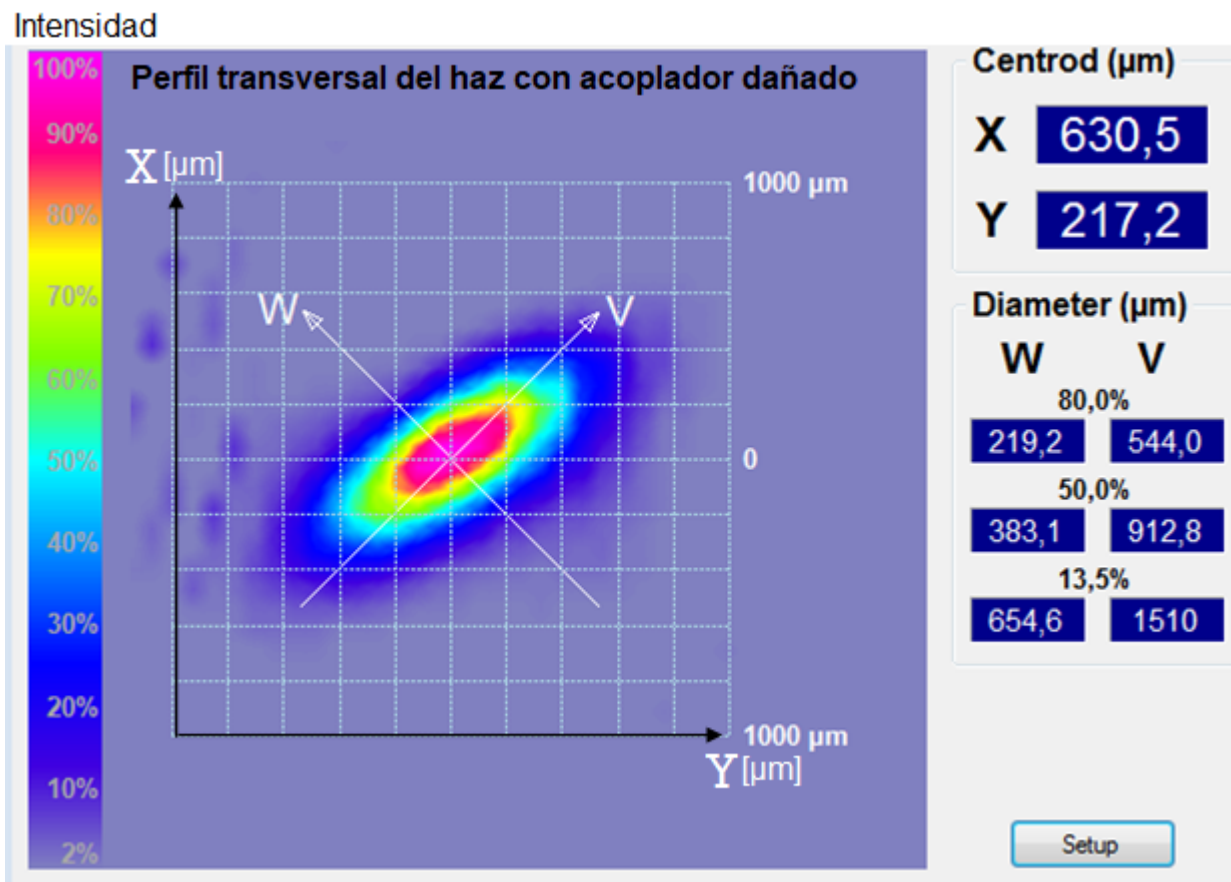 Intensidad
100%
90%
80%
70%
60%
50%
40%
30%
20%
10%
2%
Perfil transversal del haz con acoplador dañado
X [µm]
1000 µm
W
V
0
1000 µm
Y [µm]
Centrod (µm)
X 630,5
Y 217,2
Diameter (µm)
W V
80,0%
219,2 544,0
50,0%
383,1 912,8
13,5%
654,6 1510
Setup